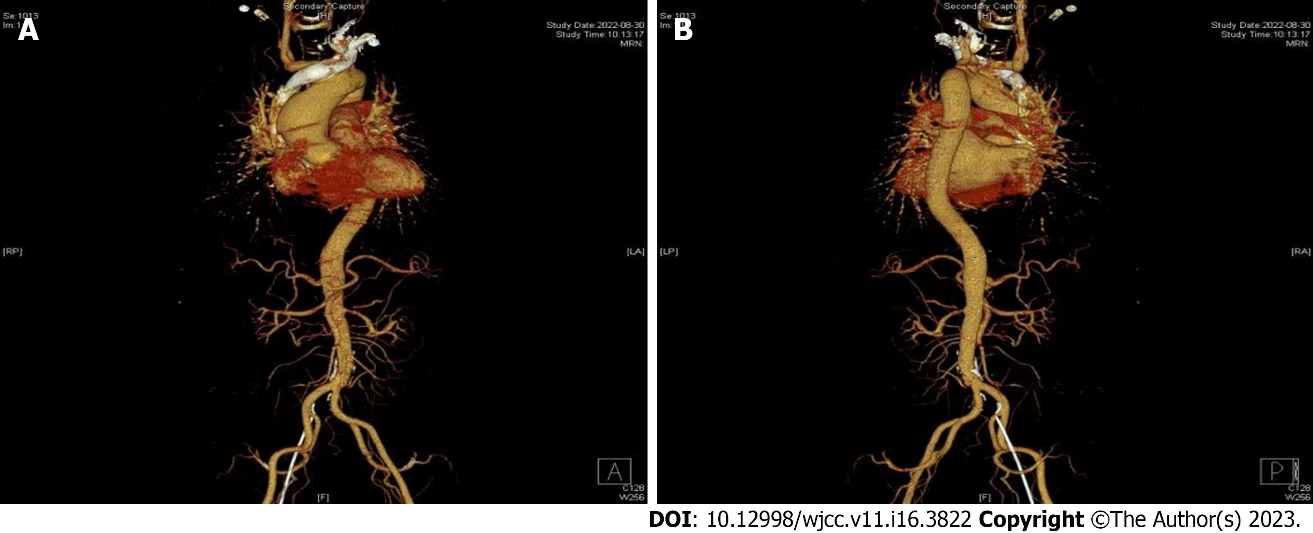 A
Se:1013
Im:1
Secondary Capture
[H]
Study Date:2022-08-30
Study Time:10:13:17
MRN:
[RP]
[LA]
A
[F]
C128
W256
B
Se:1013
Secondary Capture
[H]
Study Date:2022-08-30
Study Time:10:13:17
MRN:
[LP]
[RA]
P
[F]
C128
W256
DOI: 10.12998/wjcc.v11.i16.3822 Copyright ©The Author(s) 2023.